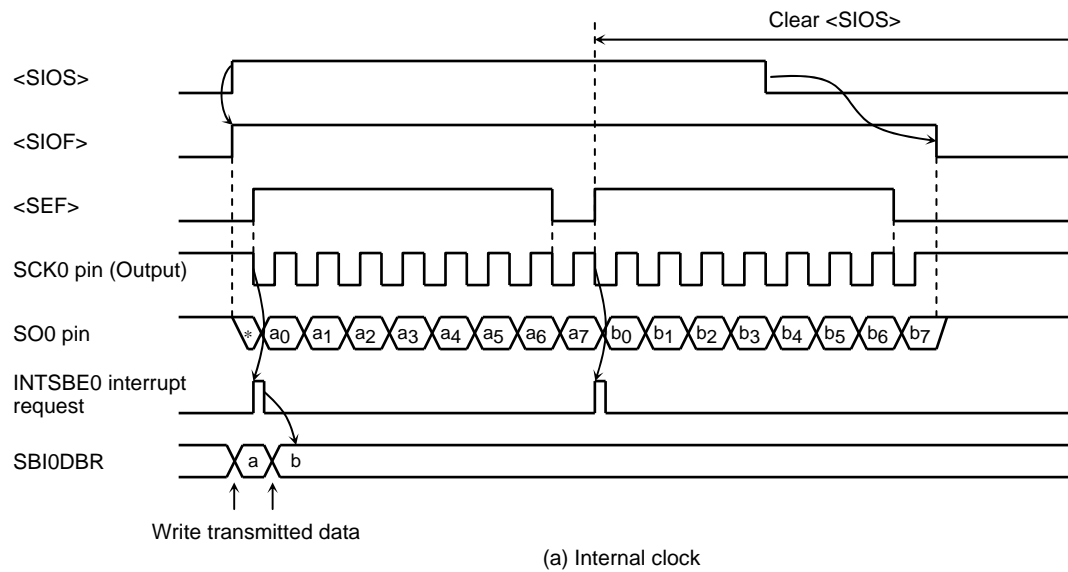 Clear <SIOS>
<SIOS>
<SIOF>
<SEF>
SCK0 pin (Output)
SO0 pin
* a0 a1 a2 a3 a4 a5 a6 a7 b0 b1 b2 b3 b4 b5 b6 b7
INTSBE0 interrupt
request
SBI0DBR
a b
Write transmitted data
(a) Internal clock